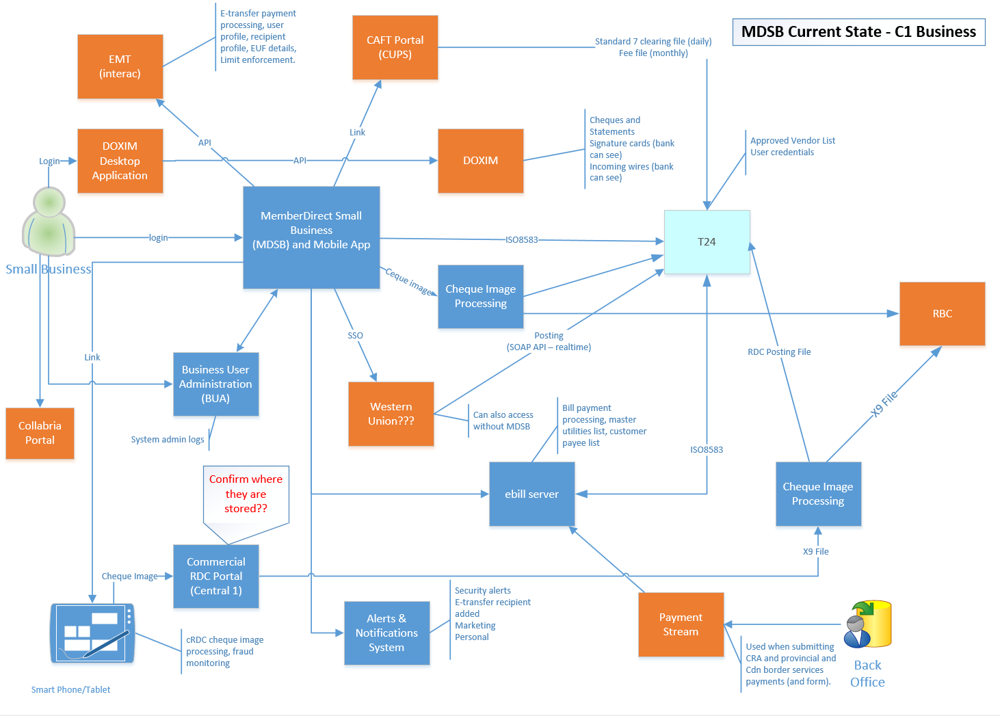 MDSB Current State - C1 Business
E-transfer payment
processing, user
profile, recipient
profile, EUF details,
Limit enforcement.
EMT
(interac)
CAFT Portal
(CUPS)
Standard 7 clearing file (daily)
Fee file (monthly)
API
Link
DOXIM
Desktop
Application
Login
API
DOXIM
Cheques and
Statements
Signature cards (bank
can see)
Incoming wires (bank
can see)
Approved Vendor List
User credentials
Small Business
login
MemberDirect Small
Business
(MDSB) and Mobile App
ISO8583
T24
Ceque image
Cheque Image
Processing
RBC
Link
SSO
Posting
(SOAP API – realtime)
RDC Posting File
Business User
Administration
(BUA)
System admin logs
Collabria
Portal
Western
Union???
Can also access
without MDSB
Bill payment
processing, master
utilities list, customer
payee list
ISO8583
X9 File
Confirm where
they are
stored??
ebill server
Cheque Image
Processing
X9 File
Cheque Image
Commercial
RDC Portal
(Central 1)
Alerts &
Notifications
System
Security alerts
E-transfer recipient
added
Marketing
Personal
Payment
Stream
Used when submitting
CRA and provincial and
Cdn border services
payments (and form).
Back
Office
cRDC cheque image
processing, fraud
monitoring
Smart Phone/Tablet